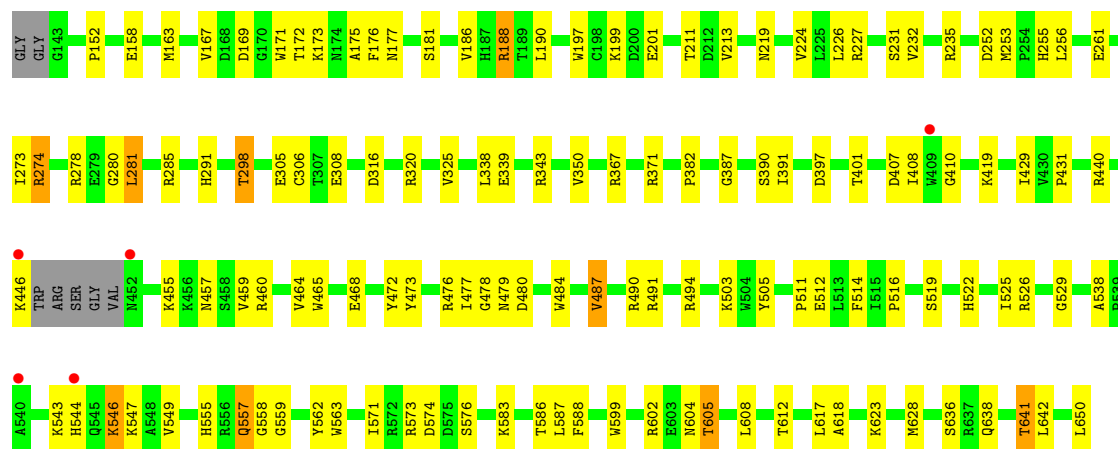 GLY GLY G143 P152 E158 M163 V167 D168 D169 G170 W171 T172 K173 N174 A175 F176 N177 S181 V186 H187 R188 T189 L190 W197 C198 K199 D200 E201 T211 D212 V213 N219 V224 L225 L226 R227 S231 V232 R235 D252 M253 P254 H255 L256 E261
I273 R274 R278 E279 G280 L281 R285 H291 T298 E305 C306 T307 E308 D316 R320 V325 L338 E339 R343 V350 R367 R371 P382 G387 S390 I391 D397 T401 D407 I408 W409 G410 K419 I429 V430 P431 R440
K446 TRP ARG SER GLY VAL N452 K455 K456 N457 S458 V459 R460 V464 W465 E468 Y472 Y473 R476 I477 G478 N479 D480 W484 V487 R490 R491 R494 K503 W504 Y505 P511 E512 L513 F514 I515 P516 S519 H522 I525 R526 G529 A538
A540 K543 H544 Q545 K546 K547 A548 V549 H555 R556 Q557 G558 G559 Y562 W563 I571 R572 R573 D574 D575 S576 K583 T586 L587 F588 W599 R602 E603 N604 T605 L608 T612 L617 A618 K623 M628 S636 R637 Q638 T641 L642 L650